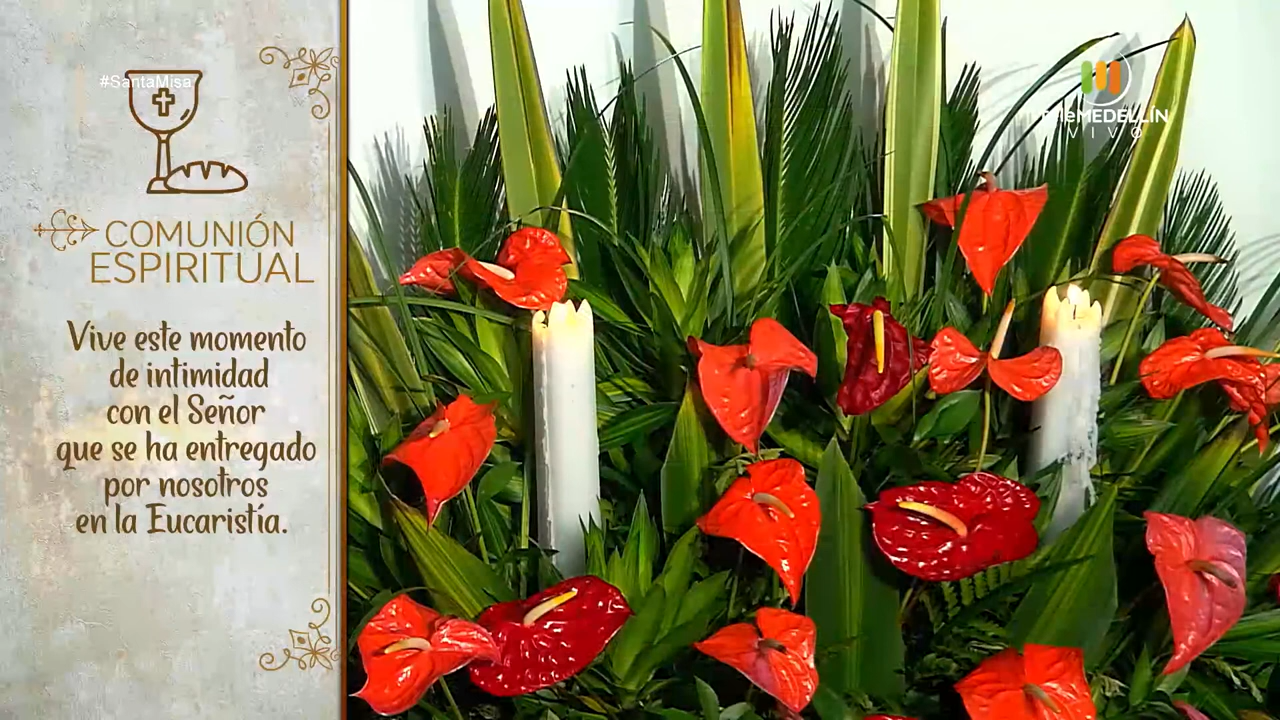 #SantaMisa
COMUNIÓN
ESPIRITUAL
Vive este momento
de intimidad
con el Señor
que se ha entregado
por nosotros
en la Eucaristía.
teleMEDELLÍN
VIVO